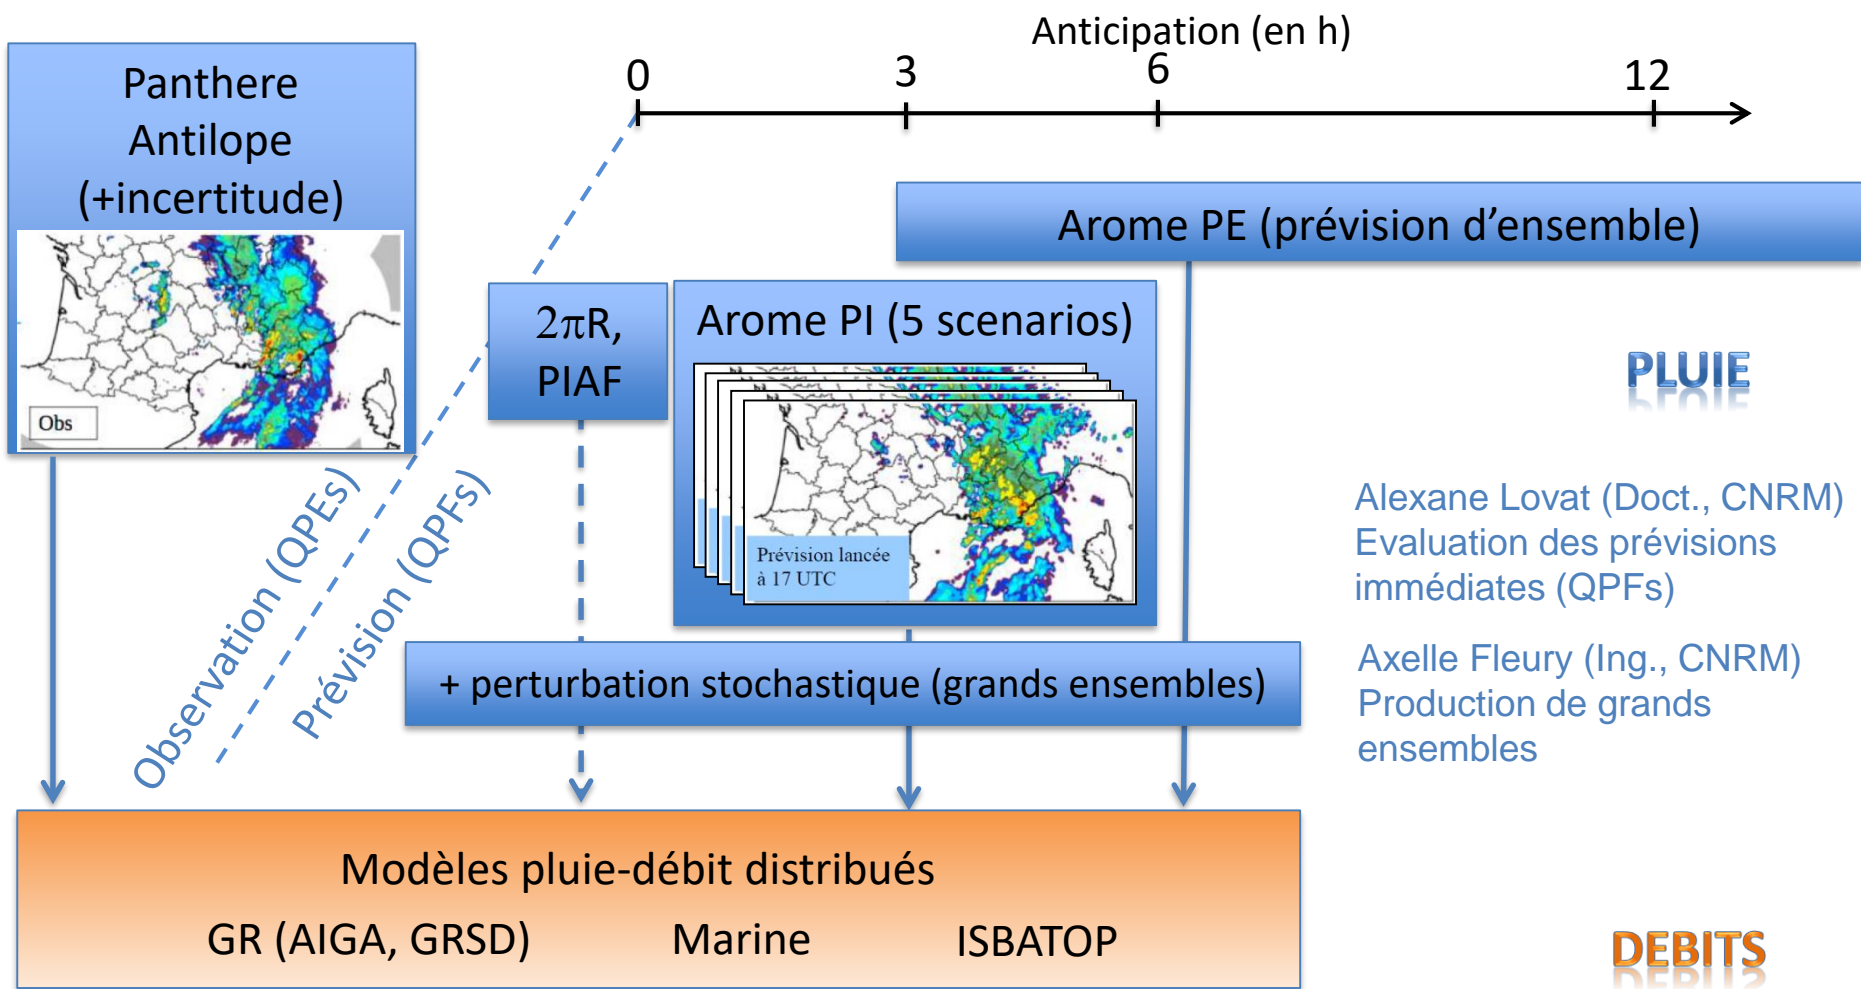 Anticipation (en h)
0
3
6
12
Panthere
Antilope
(+incertitude)
Obs
Arome PE (prévision d’ensemble)
2πR,
PIAF
Arome PI (5 scenarios)
Prévision lancée
à 17 UTC
PLUIE
Observation (QPEs)
Prévision (QPFs)
Alexane Lovat (Doct., CNRM)
Evaluation des prévisions
immédiates (QPFs)
+ perturbation stochastique (grands ensembles)
Axelle Fleury (Ing., CNRM)
Production de grands
ensembles
Modèles pluie-débit distribués
GR (AIGA, GRSD)
Marine
ISBATOP
DEBITS